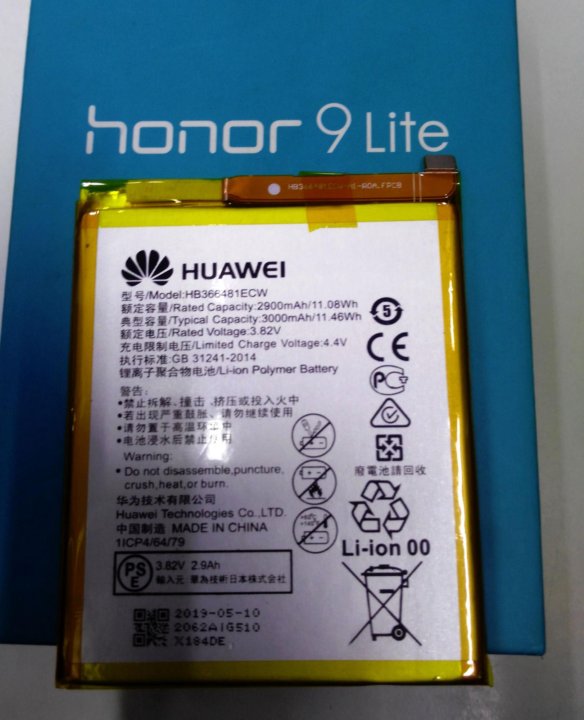 honor 9 Lite
HUAWEI
型号/Model:HB366481ECW
额定容量/Rated Capacity:2900mAh/11.08Wh
典型容量/Typical Capacity:3000mAh/11.46Wh
额定电压/Rated Voltage:3.82V
充电限制电压/Limited Charge Voltage:4.4V
执行标准:GB 31241-2014
锂离子聚合物电池/Li-ion Polymer Battery
警告:
•禁止拆解、撞击、挤压或投入火中
•若出现严重鼓胀、请勿继续使用
•请勿置于高温环境中
•电池浸水后禁止使用
Warning:
• Do not disassemble,puncture,
crush,heat,or burn.
华为技术有限公司
Huawei Technologies Co.,LTD.
中国制造 MADE IN CHINA
1ICP4/64/79
PSE
3.82V 2.9Ah
輸入元:華為技術日本株式会社
2019-05-10
2062AIG510
X184DE
5
CE
PC
廢電池請回收
Li-ion 00